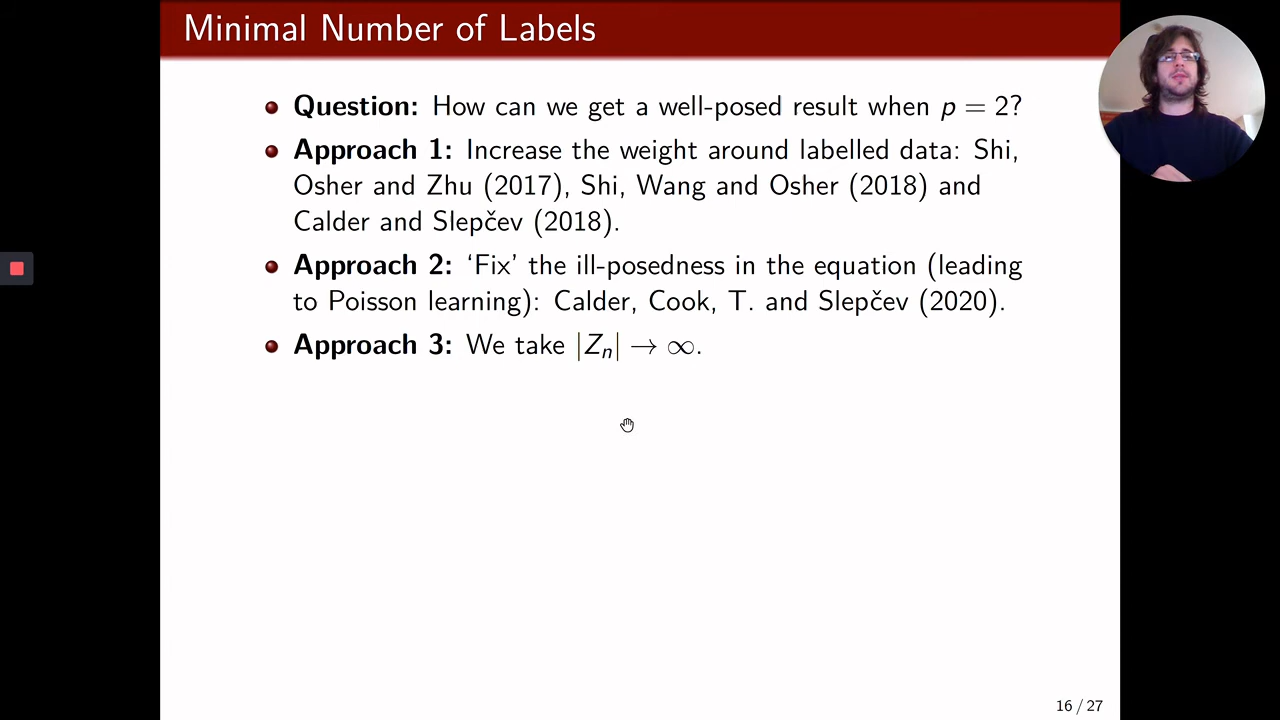 Minimal Number of Labels
Question: How can we get a well-posed result when p = 2?
Approach 1: Increase the weight around labelled data: Shi,
Osher and Zhu (2017), Shi, Wang and Osher (2018) and
Calder and Slepčev (2018).
Approach 2: ‘Fix’ the ill-posedness in the equation (leading
to Poisson learning): Calder, Cook, T. and Slepčev (2020).
Approach 3: We take |Zₙ| → ∞.
16 / 27